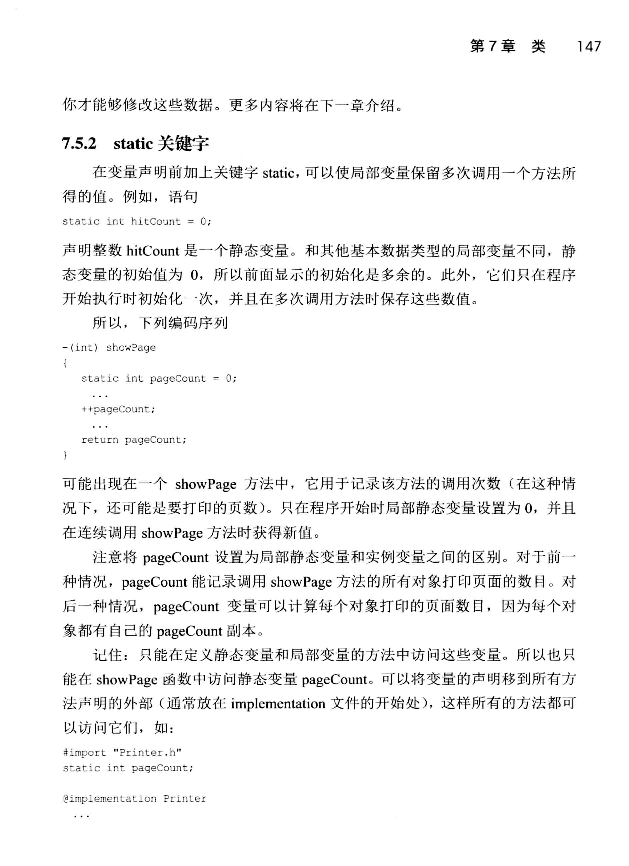 第7章 类 147
你才能够修改这些数据。更多内容将在下一章介绍。
7.5.2 static 关键字
在变量声明前加上关键字 static，可以使局部变量保留多次调用一个方法所
得的值。例如，语句
static int hitCount = 0;
声明整数 hitCount 是一个静态变量。和其他基本数据类型的局部变量不同，静
态变量的初始值为 0，所以前面显示的初始化是多余的。此外，它们只在程序
开始执行时初始化一次，并且在多次调用方法时保存这些数值。
所以，下列编码序列
-(int) showPage
{
static int pageCount = 0;
...
++pageCount;
...
return pageCount;
}
可能出现在一个 showPage 方法中，它用于记录该方法的调用次数（在这种情
况下，还可能是要打印的页数）。只在程序开始时局部静态变量设置为 0，并且
在连续调用 showPage 方法时获得新值。
注意将 pageCount 设置为局部静态变量和实例变量之间的区别。对于前一
种情况，pageCount 能记录调用 showPage 方法的所有对象打印页面的数目。对
后一种情况，pageCount 变量可以计算每个对象打印的页面数目，因为每个对
象都有自己的 pageCount 副本。
记住：只能在定义静态变量和局部变量的方法中访问这些变量。所以也只
能在 showPage 函数中访问静态变量 pageCount。可以将变量的声明移到所有方
法声明的外部（通常放在 implementation 文件的开始处），这样所有的方法都可
以访问它们，如：
#import "Printer.h"
static int pageCount;
@implementation Printer
...